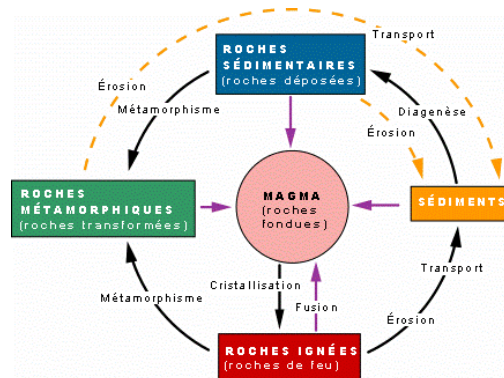 Transport
ROCHES
SÉDIMENTAIRES
(roches déposées)
Érosion
Métamorphisme
Diagenèse
Érosion
ROCHES
MÉTAMORPHIQUES
(roches transformées)
MAGMA
(roches
fondues)
SÉDIMENTS
Cristallisation
Transport
Métamorphisme
Fusion
Érosion
ROCHES IGNÉES
(roches de feu)